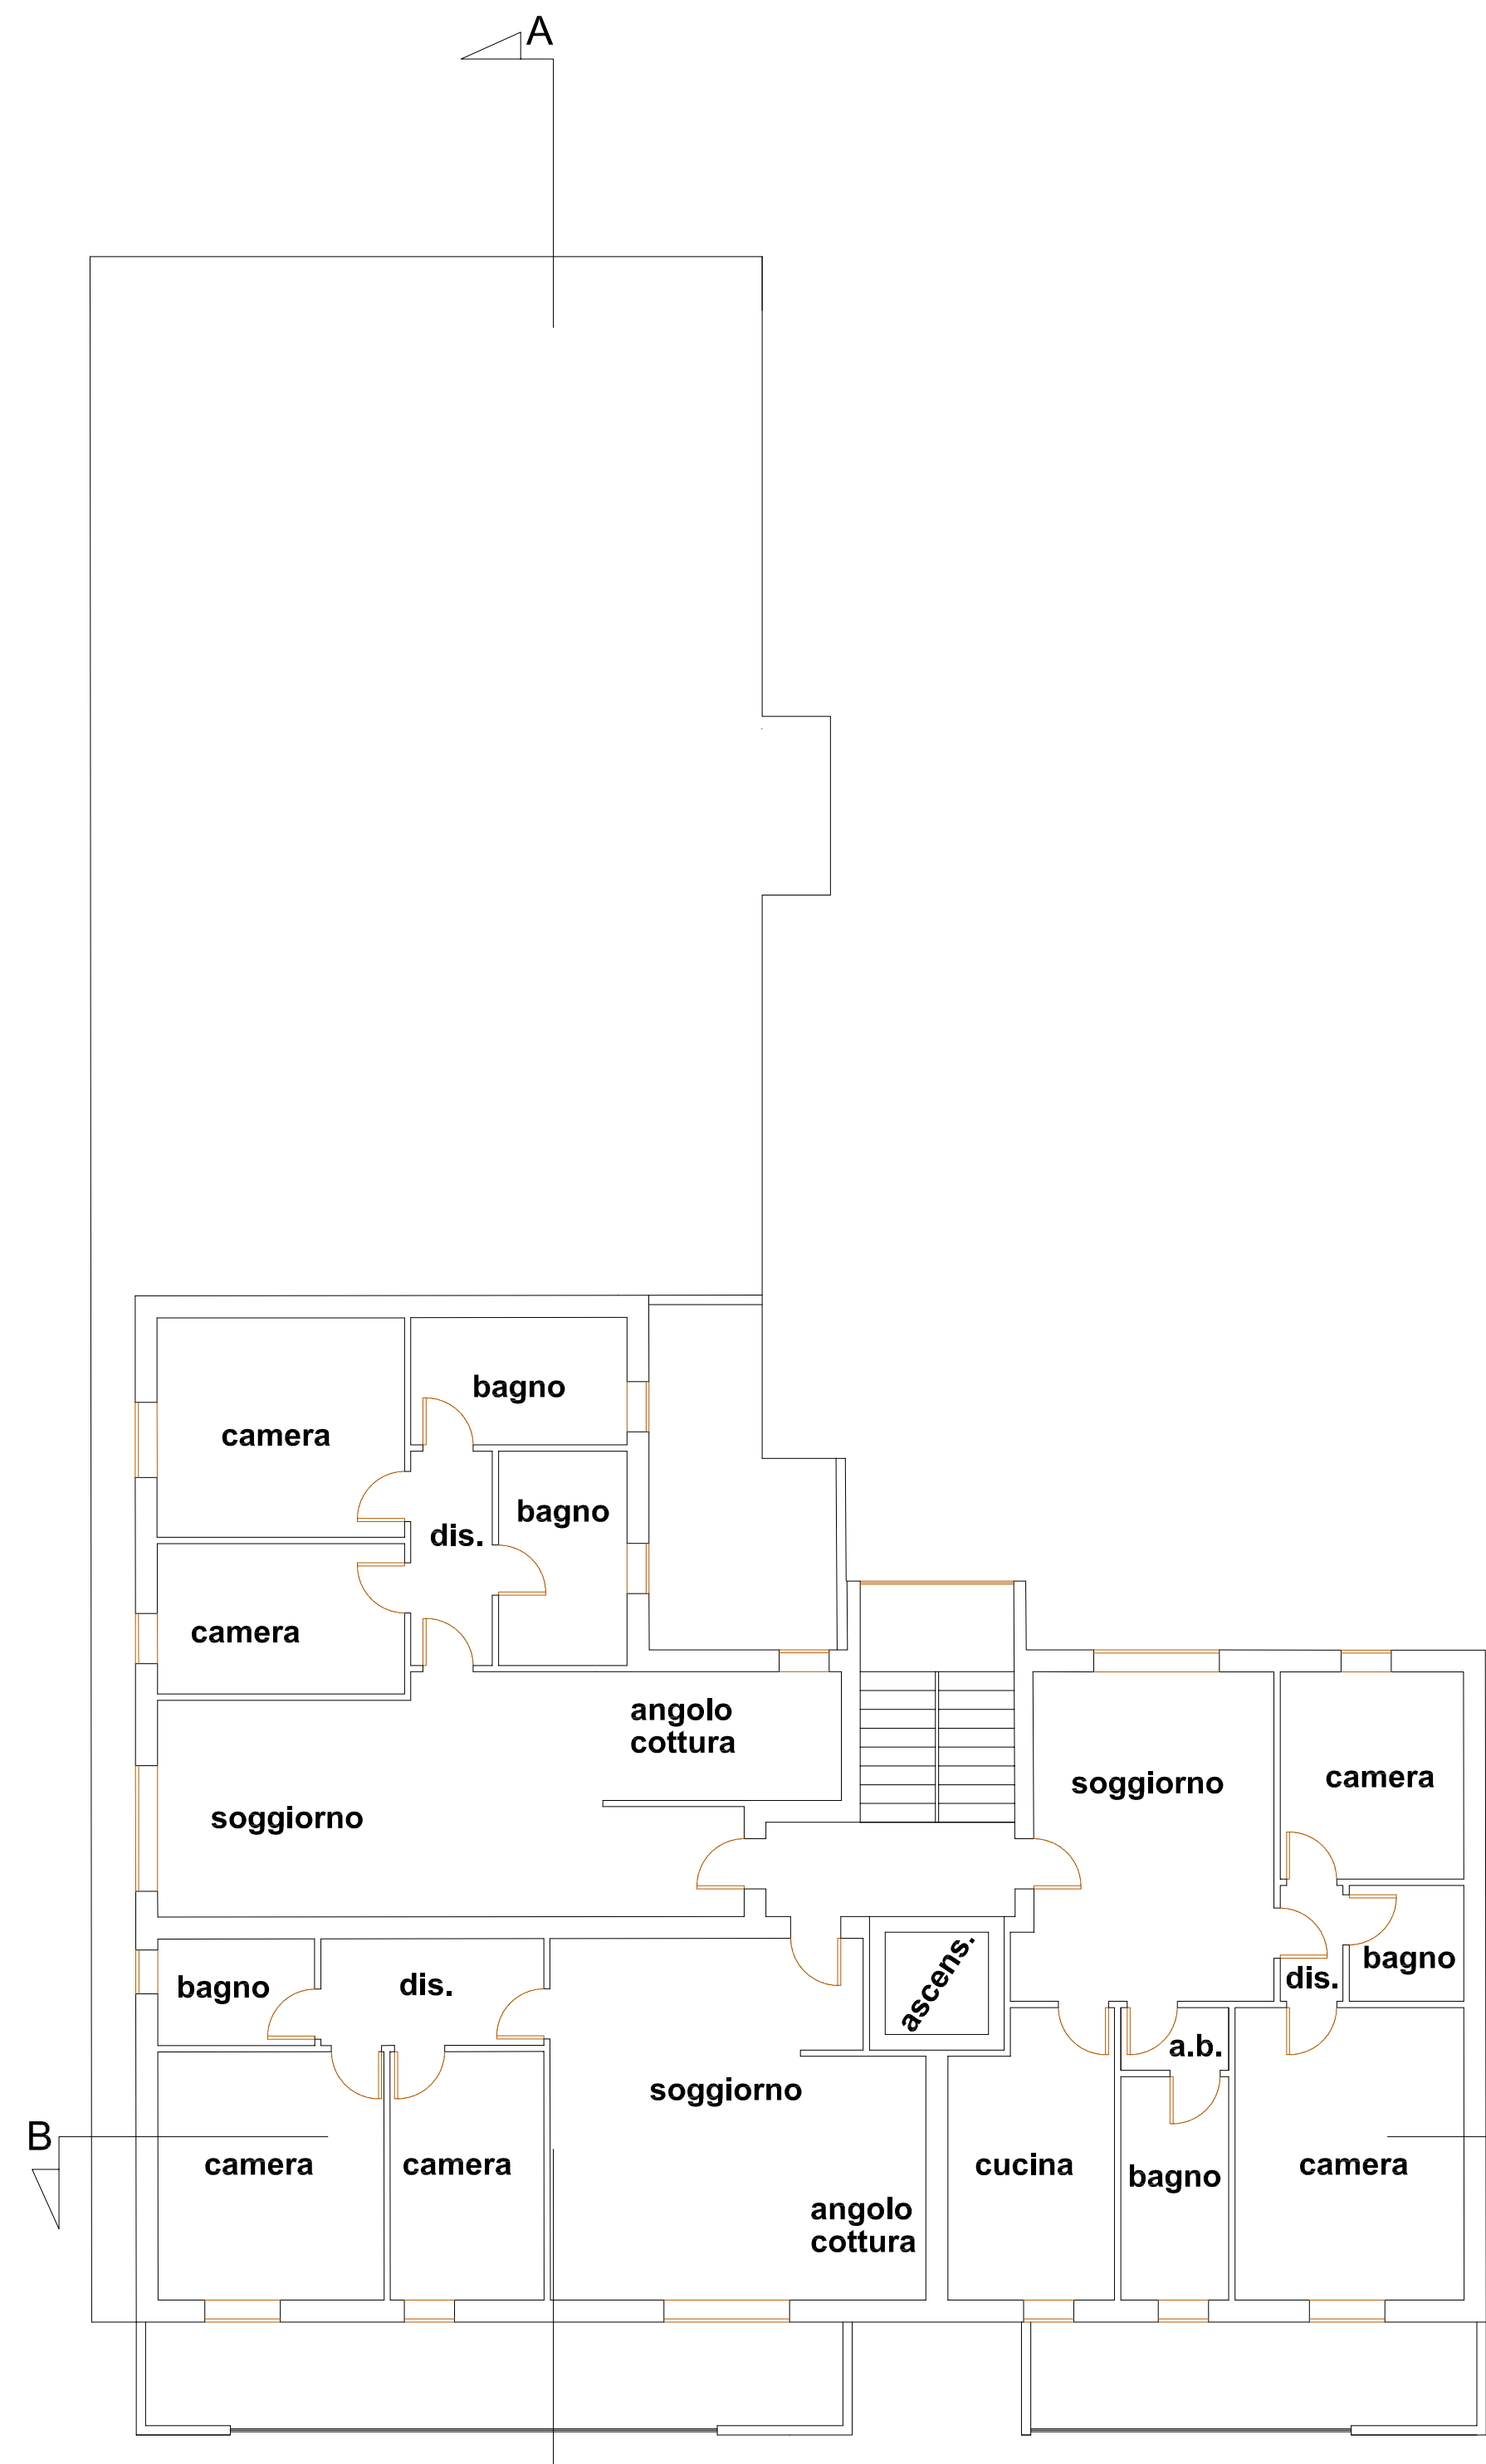 A
bagno
camera
bagno
dis.
camera
angolo
cottura
soggiorno
soggiorno
camera
ascens.
bagno
dis.
bagno
dis.
a.b.
soggiorno
B
camera
camera
cucina
bagno
camera
angolo
cottura